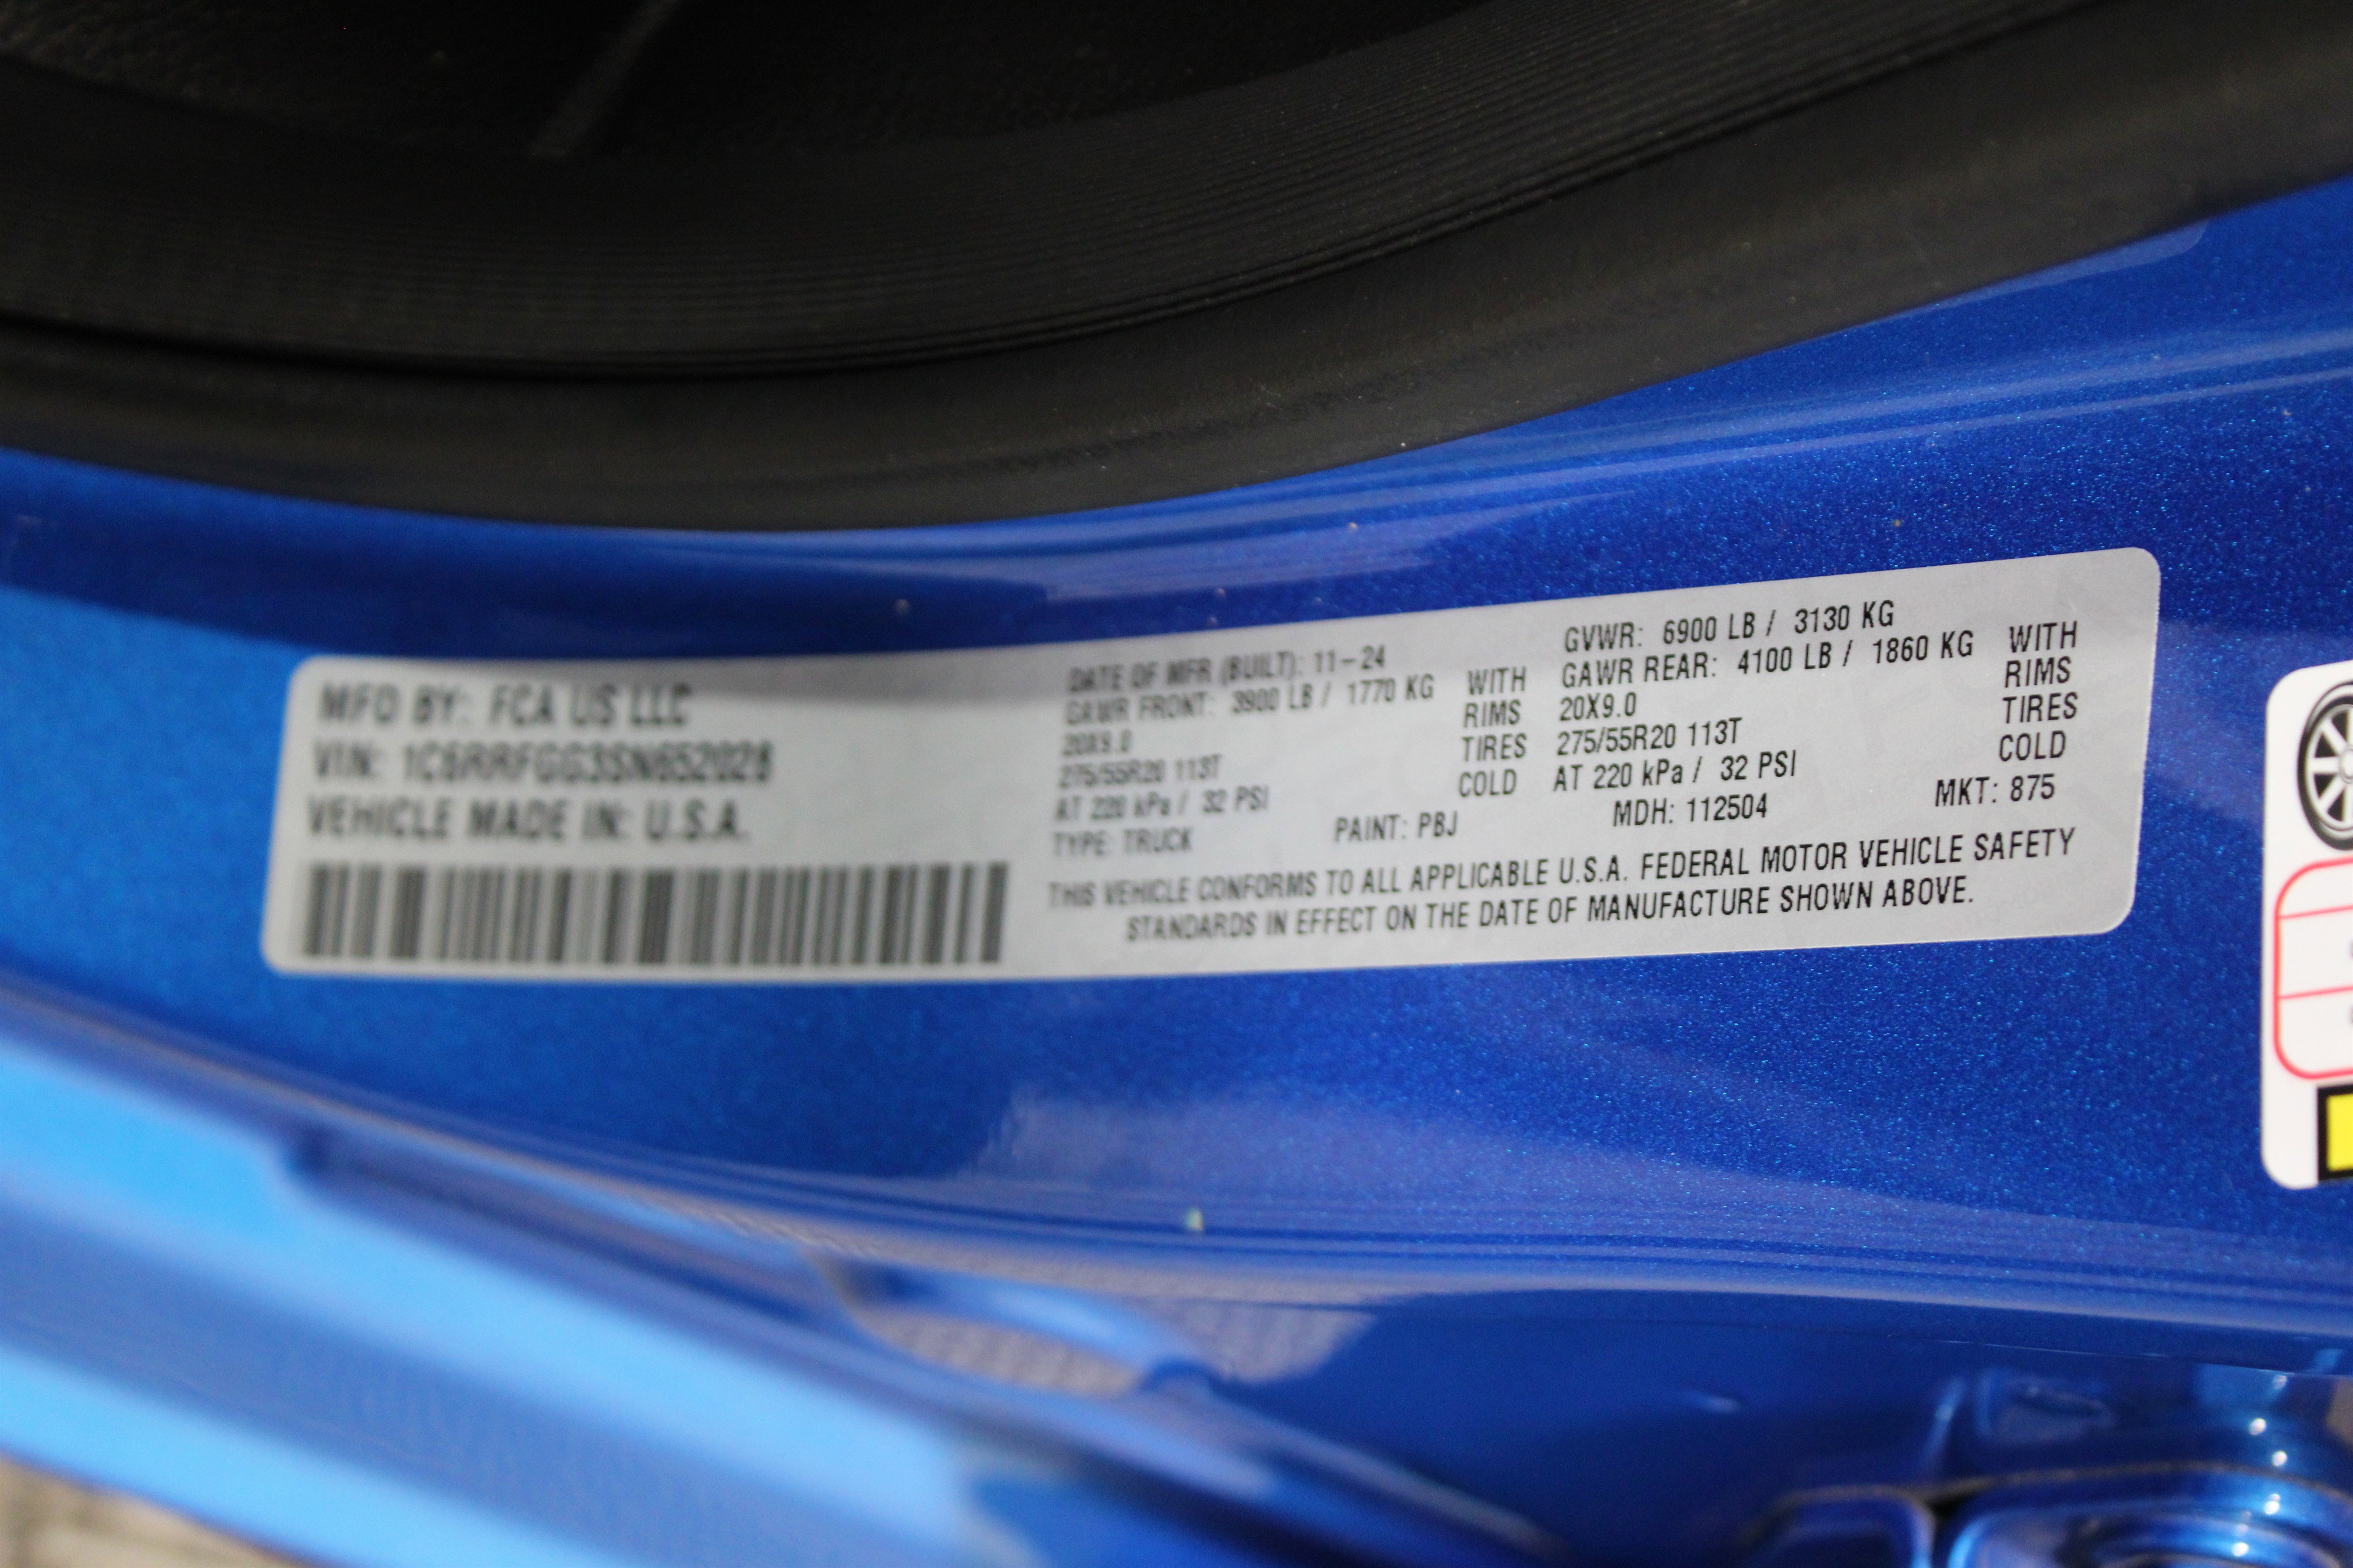 MFD BY: FCA US LLC
VIN: 1C6RRFGG3SN652028
VEHICLE MADE IN: U.S.A.
DATE OF MFR (BUILT): 11-24
GVWR: 6900 LB / 3130 KG
GAWR FRONT: 3900 LB / 1770 KG WITH
GAWR REAR: 4100 LB / 1860 KG WITH
20X9.0 RIMS
20X9.0 RIMS
275/55R20 113T TIRES
275/55R20 113T TIRES
AT 220 kPa / 32 PSI COLD
AT 220 kPa / 32 PSI COLD
TYPE: TRUCK PAINT: PBJ MDH: 112504 MKT: 875
THIS VEHICLE CONFORMS TO ALL APPLICABLE U.S.A. FEDERAL MOTOR VEHICLE SAFETY
STANDARDS IN EFFECT ON THE DATE OF MANUFACTURE SHOWN ABOVE.